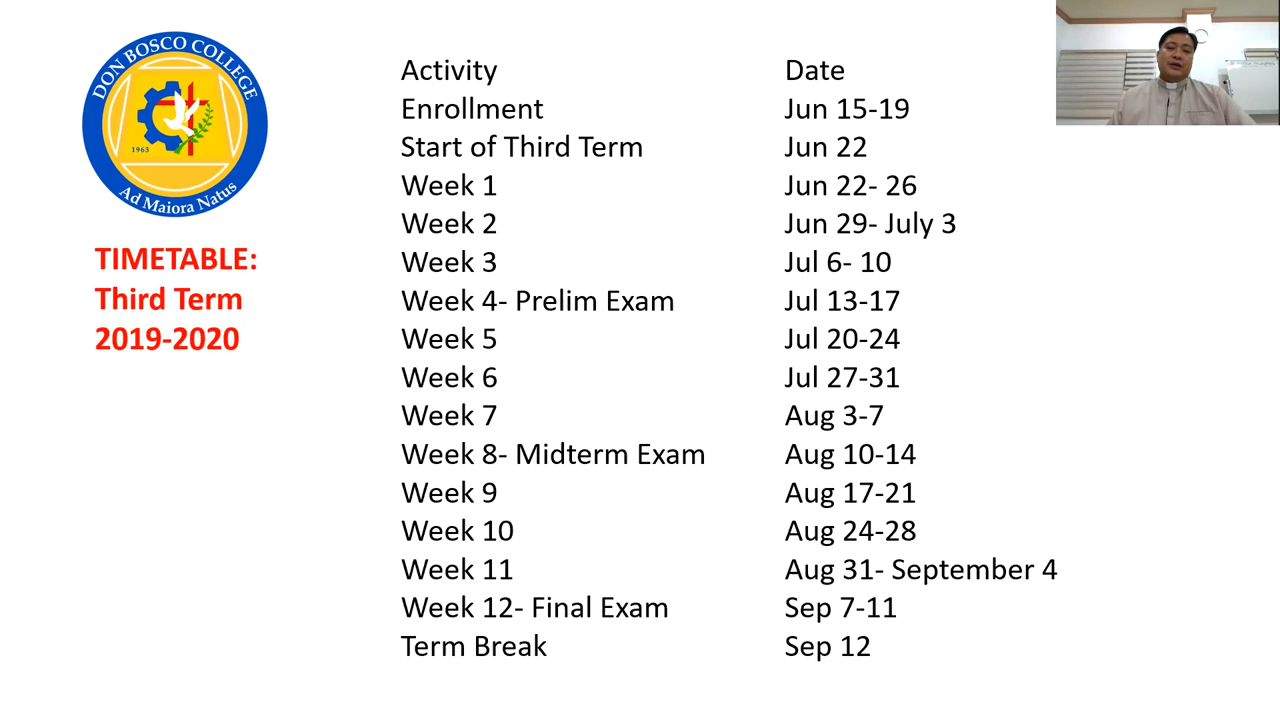 DON BOSCO COLLEGE
1963
Ad Maiora Natus
TIMETABLE:
Third Term
2019-2020
Activity Date
Enrollment Jun 15-19
Start of Third Term Jun 22
Week 1 Jun 22- 26
Week 2 Jun 29- July 3
Week 3 Jul 6- 10
Week 4- Prelim Exam Jul 13-17
Week 5 Jul 20-24
Week 6 Jul 27-31
Week 7 Aug 3-7
Week 8- Midterm Exam Aug 10-14
Week 9 Aug 17-21
Week 10 Aug 24-28
Week 11 Aug 31- September 4
Week 12- Final Exam Sep 7-11
Term Break Sep 12